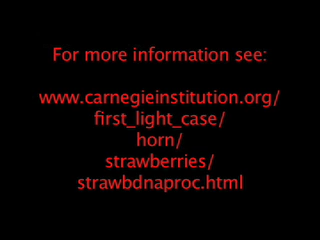 For more information see:
www.carnegieinstitution.org/
first_light_case/
horn/
strawberries/
strawbdnaproc.html